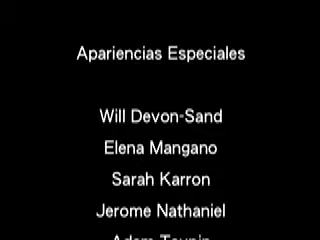 Apariencias Especiales
Will Devon-Sand
Elena Mangano
Sarah Karron
Jerome Nathaniel